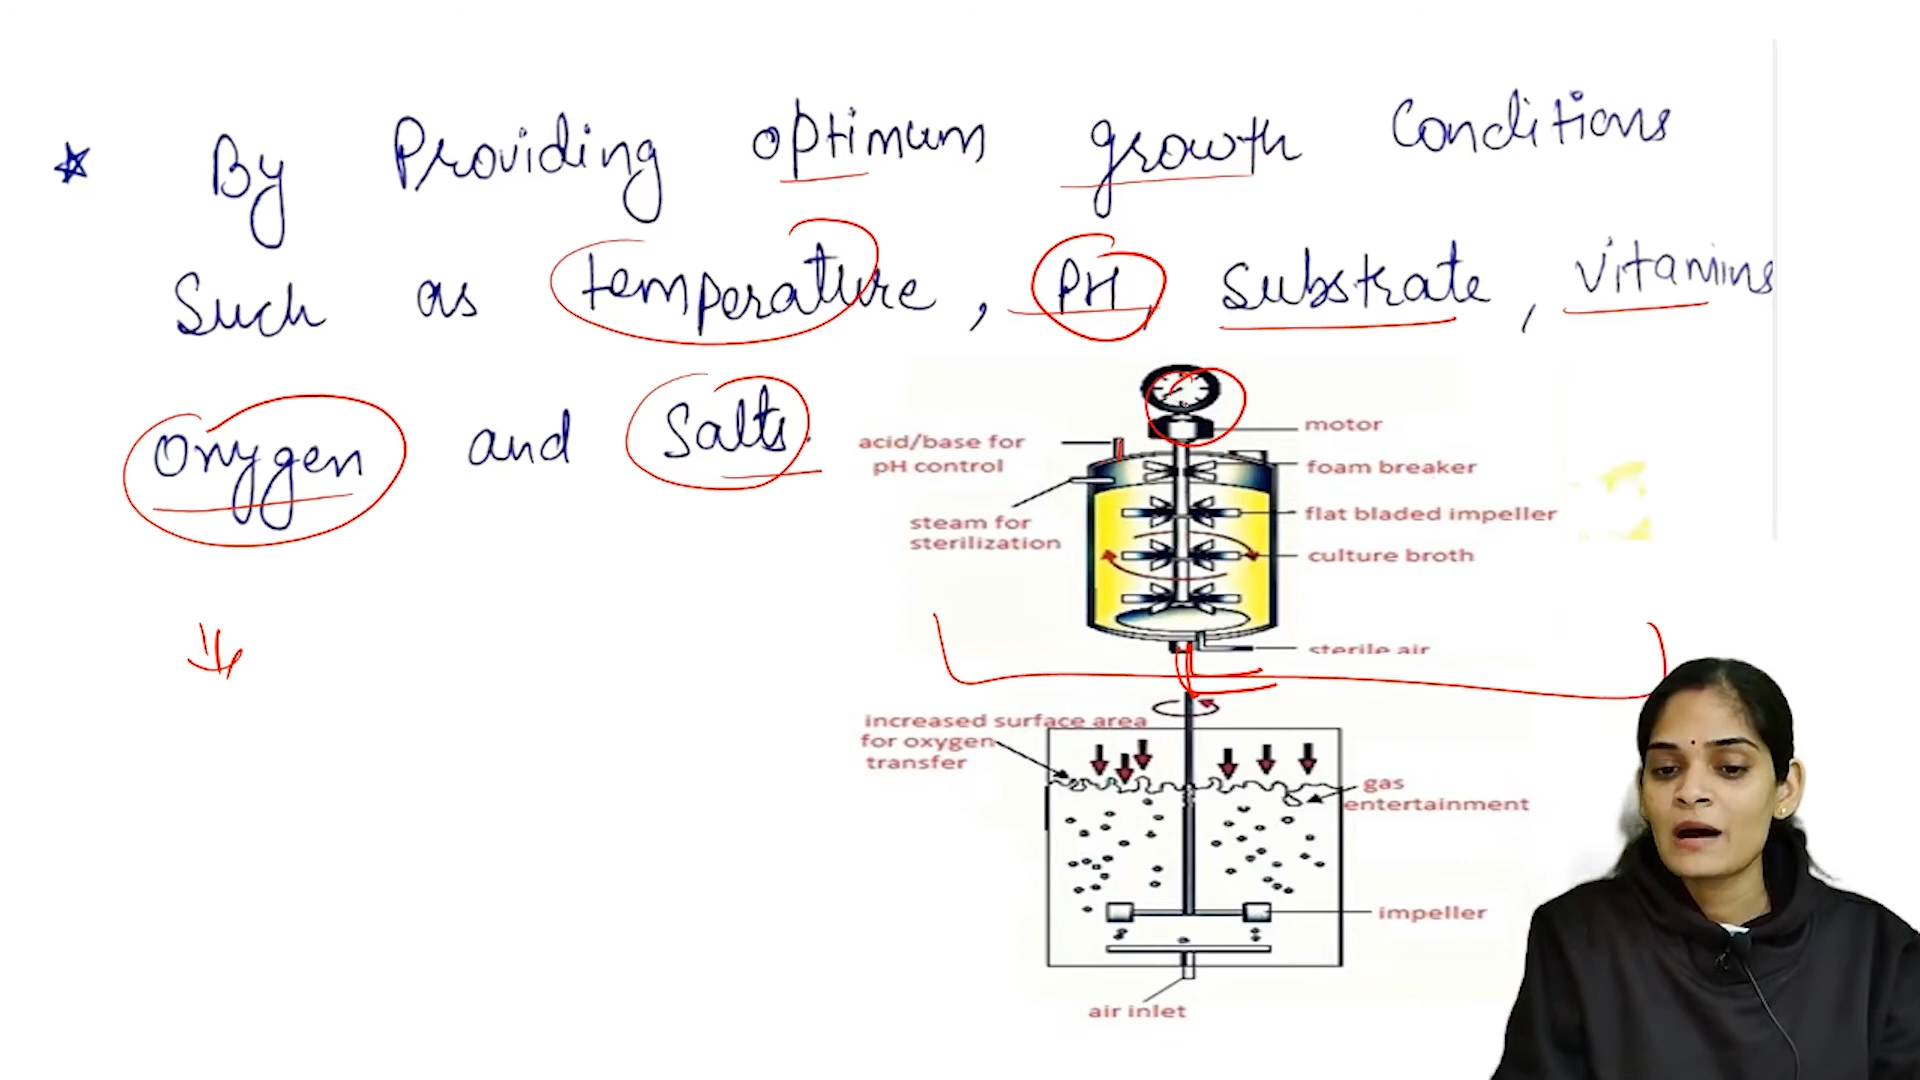 ☆ By Providing optimum growth Conditions
Such as temperature, PH, Substrate, vitamins
Oxygen and Salts.
motor
acid/base for
pH control
foam breaker
flat bladed impeller
steam for
sterilization
culture broth
sterile air
increased surface area
for oxygen
transfer
gas
entertainment
impeller
air inlet